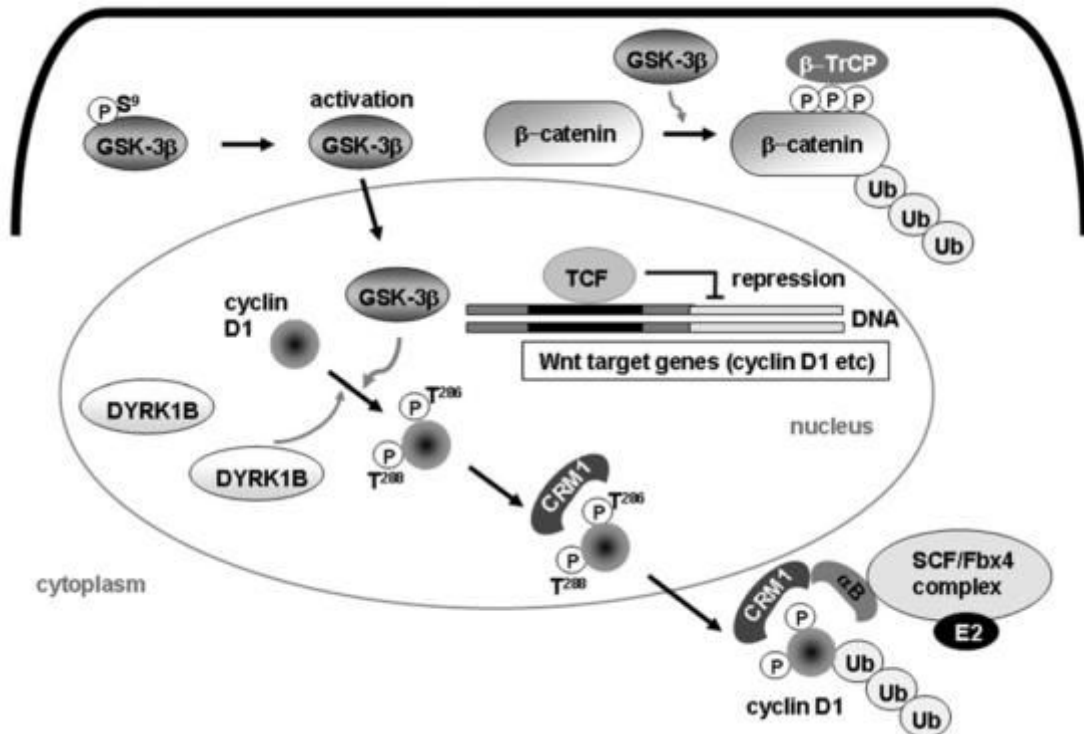 GSK-3β
β-TrCP
P S⁹
activation
P P P
GSK-3β
GSK-3β
β-catenin
β-catenin
Ub
Ub
Ub
TCF
repression
GSK-3β
cyclin
D1
DNA
Wnt target genes (cyclin D1 etc)
DYRK1B
P T²⁸⁶
nucleus
P
T²⁸⁸
DYRK1B
CRM1
P T²⁸⁶
P
T²⁸⁸
cytoplasm
SCF/Fbx4
complex
CRM1
αB
E2
P
P
Ub
cyclin D1
Ub
Ub